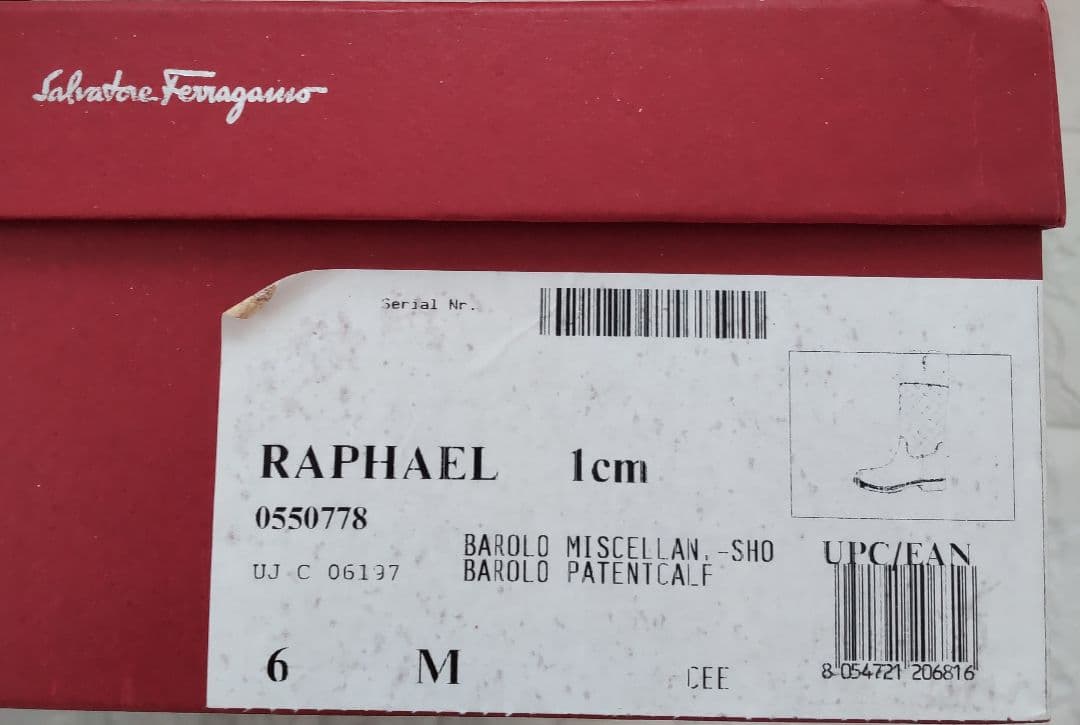 Salvatore Ferragamo
Serial Nr.
RAPHAEL 1cm
0550778
BAROLO MISCELLAN.-SHO
UJ C 06197 BAROLO PATENTCALF
UPC/EAN
6 M CEE
8 054721 206816